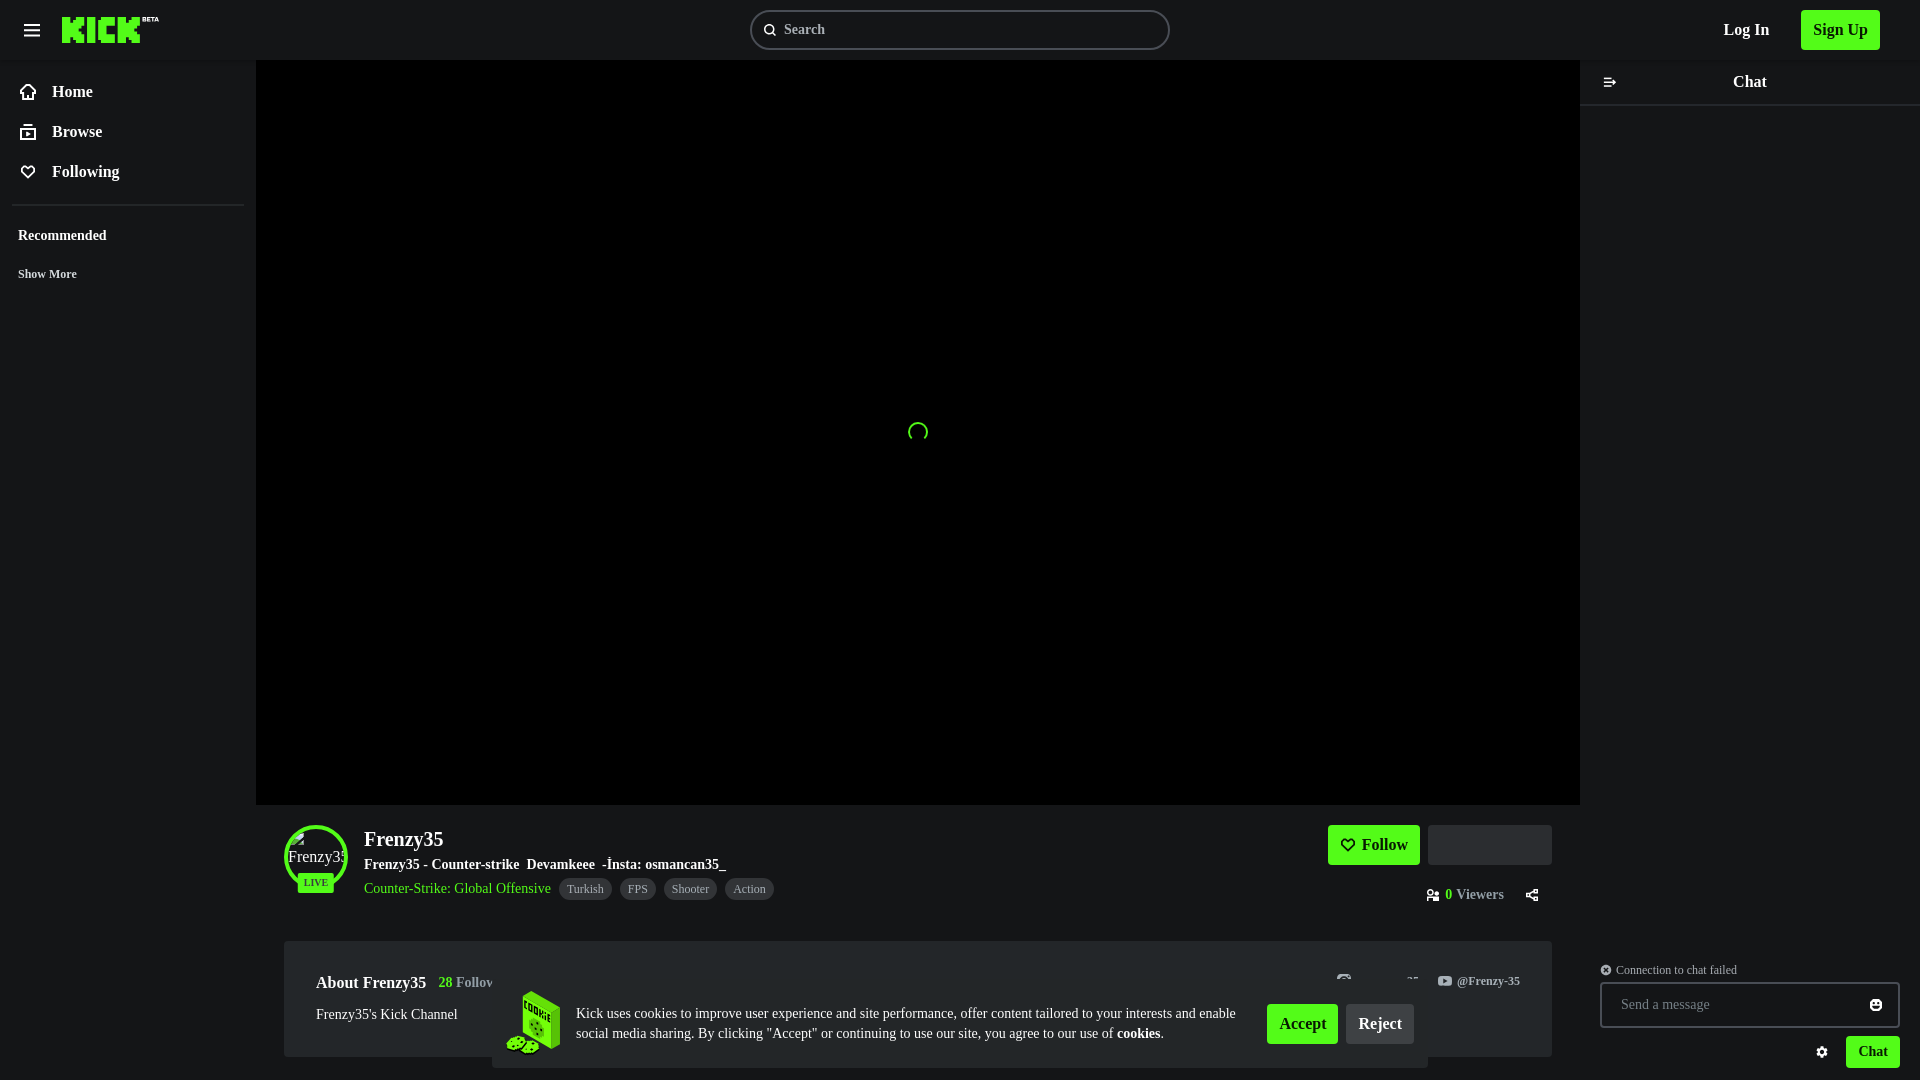 KICK BETA
Search
Log In
Sign Up
Home
Browse
Following
Recommended
Show More
Chat
Frenzy35
LIVE
Frenzy35
Frenzy35 - Counter-strike Devamkeee -İnsta: osmancan35_
Counter-Strike: Global Offensive
Turkish
FPS
Shooter
Action
Follow
0 Viewers
About Frenzy35
28 Follow
@Frenzy-35
Frenzy35's Kick Channel
COOKIE
Kick uses cookies to improve user experience and site performance, offer content tailored to your interests and enable
social media sharing. By clicking "Accept" or continuing to use our site, you agree to our use of cookies.
Accept
Reject
Connection to chat failed
Send a message
Chat